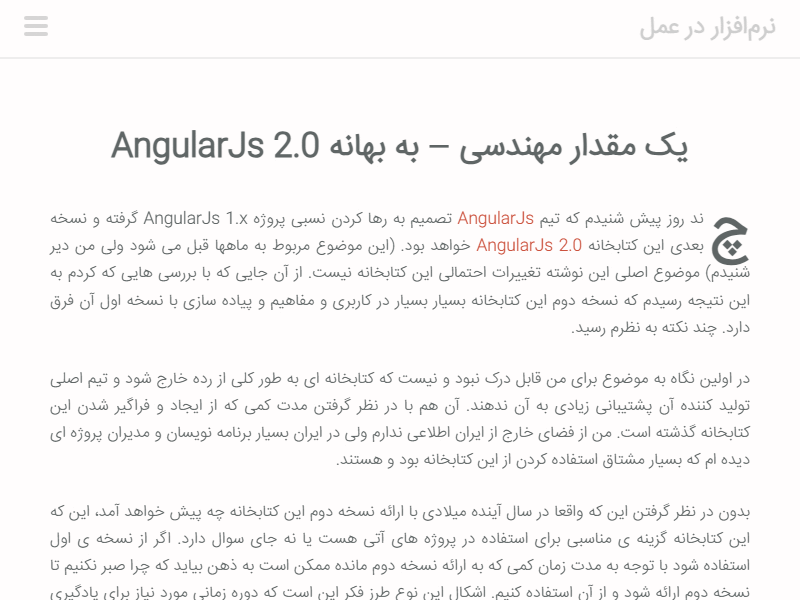 نرم‌افزار در عمل
یک مقدار مهندسی – به بهانه AngularJs 2.0
چند روز پیش شنیدم که تیم AngularJs تصمیم به رها کردن نسبی پروژه AngularJs 1.x گرفته و نسخه
بعدی این کتابخانه AngularJs 2.0 خواهد بود. (این موضوع مربوط به ماهها قبل می شود ولی من دیر
شنیدم) موضوع اصلی این نوشته تغییرات احتمالی این کتابخانه نیست. از آن جایی که با بررسی هایی که کردم به
این نتیجه رسیدم که نسخه دوم این کتابخانه بسیار بسیار در کاربری و مفاهیم و پیاده سازی با نسخه اول آن فرق
دارد. چند نکته به نظرم رسید.
در اولین نگاه به موضوع برای من قابل درک نبود و نیست که کتابخانه ای به طور کلی از رده خارج شود و تیم اصلی
تولید کننده آن پشتیبانی زیادی به آن ندهند. آن هم با در نظر گرفتن مدت کمی که از ایجاد و فراگیر شدن این
کتابخانه گذشته است. من از فضای خارج از ایران اطلاعی ندارم ولی در ایران بسیار برنامه نویسان و مدیران پروژه ای
دیده ام که بسیار مشتاق استفاده کردن از این کتابخانه بود و هستند.
بدون در نظر گرفتن این که واقعا در سال آینده میلادی با ارائه نسخه دوم این کتابخانه چه پیش خواهد آمد، این که
این کتابخانه گزینه ی مناسبی برای استفاده در پروژه های آتی هست یا نه جای سوال دارد. اگر از نسخه ی اول
استفاده شود با توجه به مدت زمان کمی که به ارائه نسخه دوم مانده ممکن است به ذهن بیاید که چرا صبر نکنیم تا
نسخه دوم ارائه شود و از آن استفاده کنیم. اشکال این نوع طرز فکر این است که دوره زمانی مورد نیاز برای یادگیری